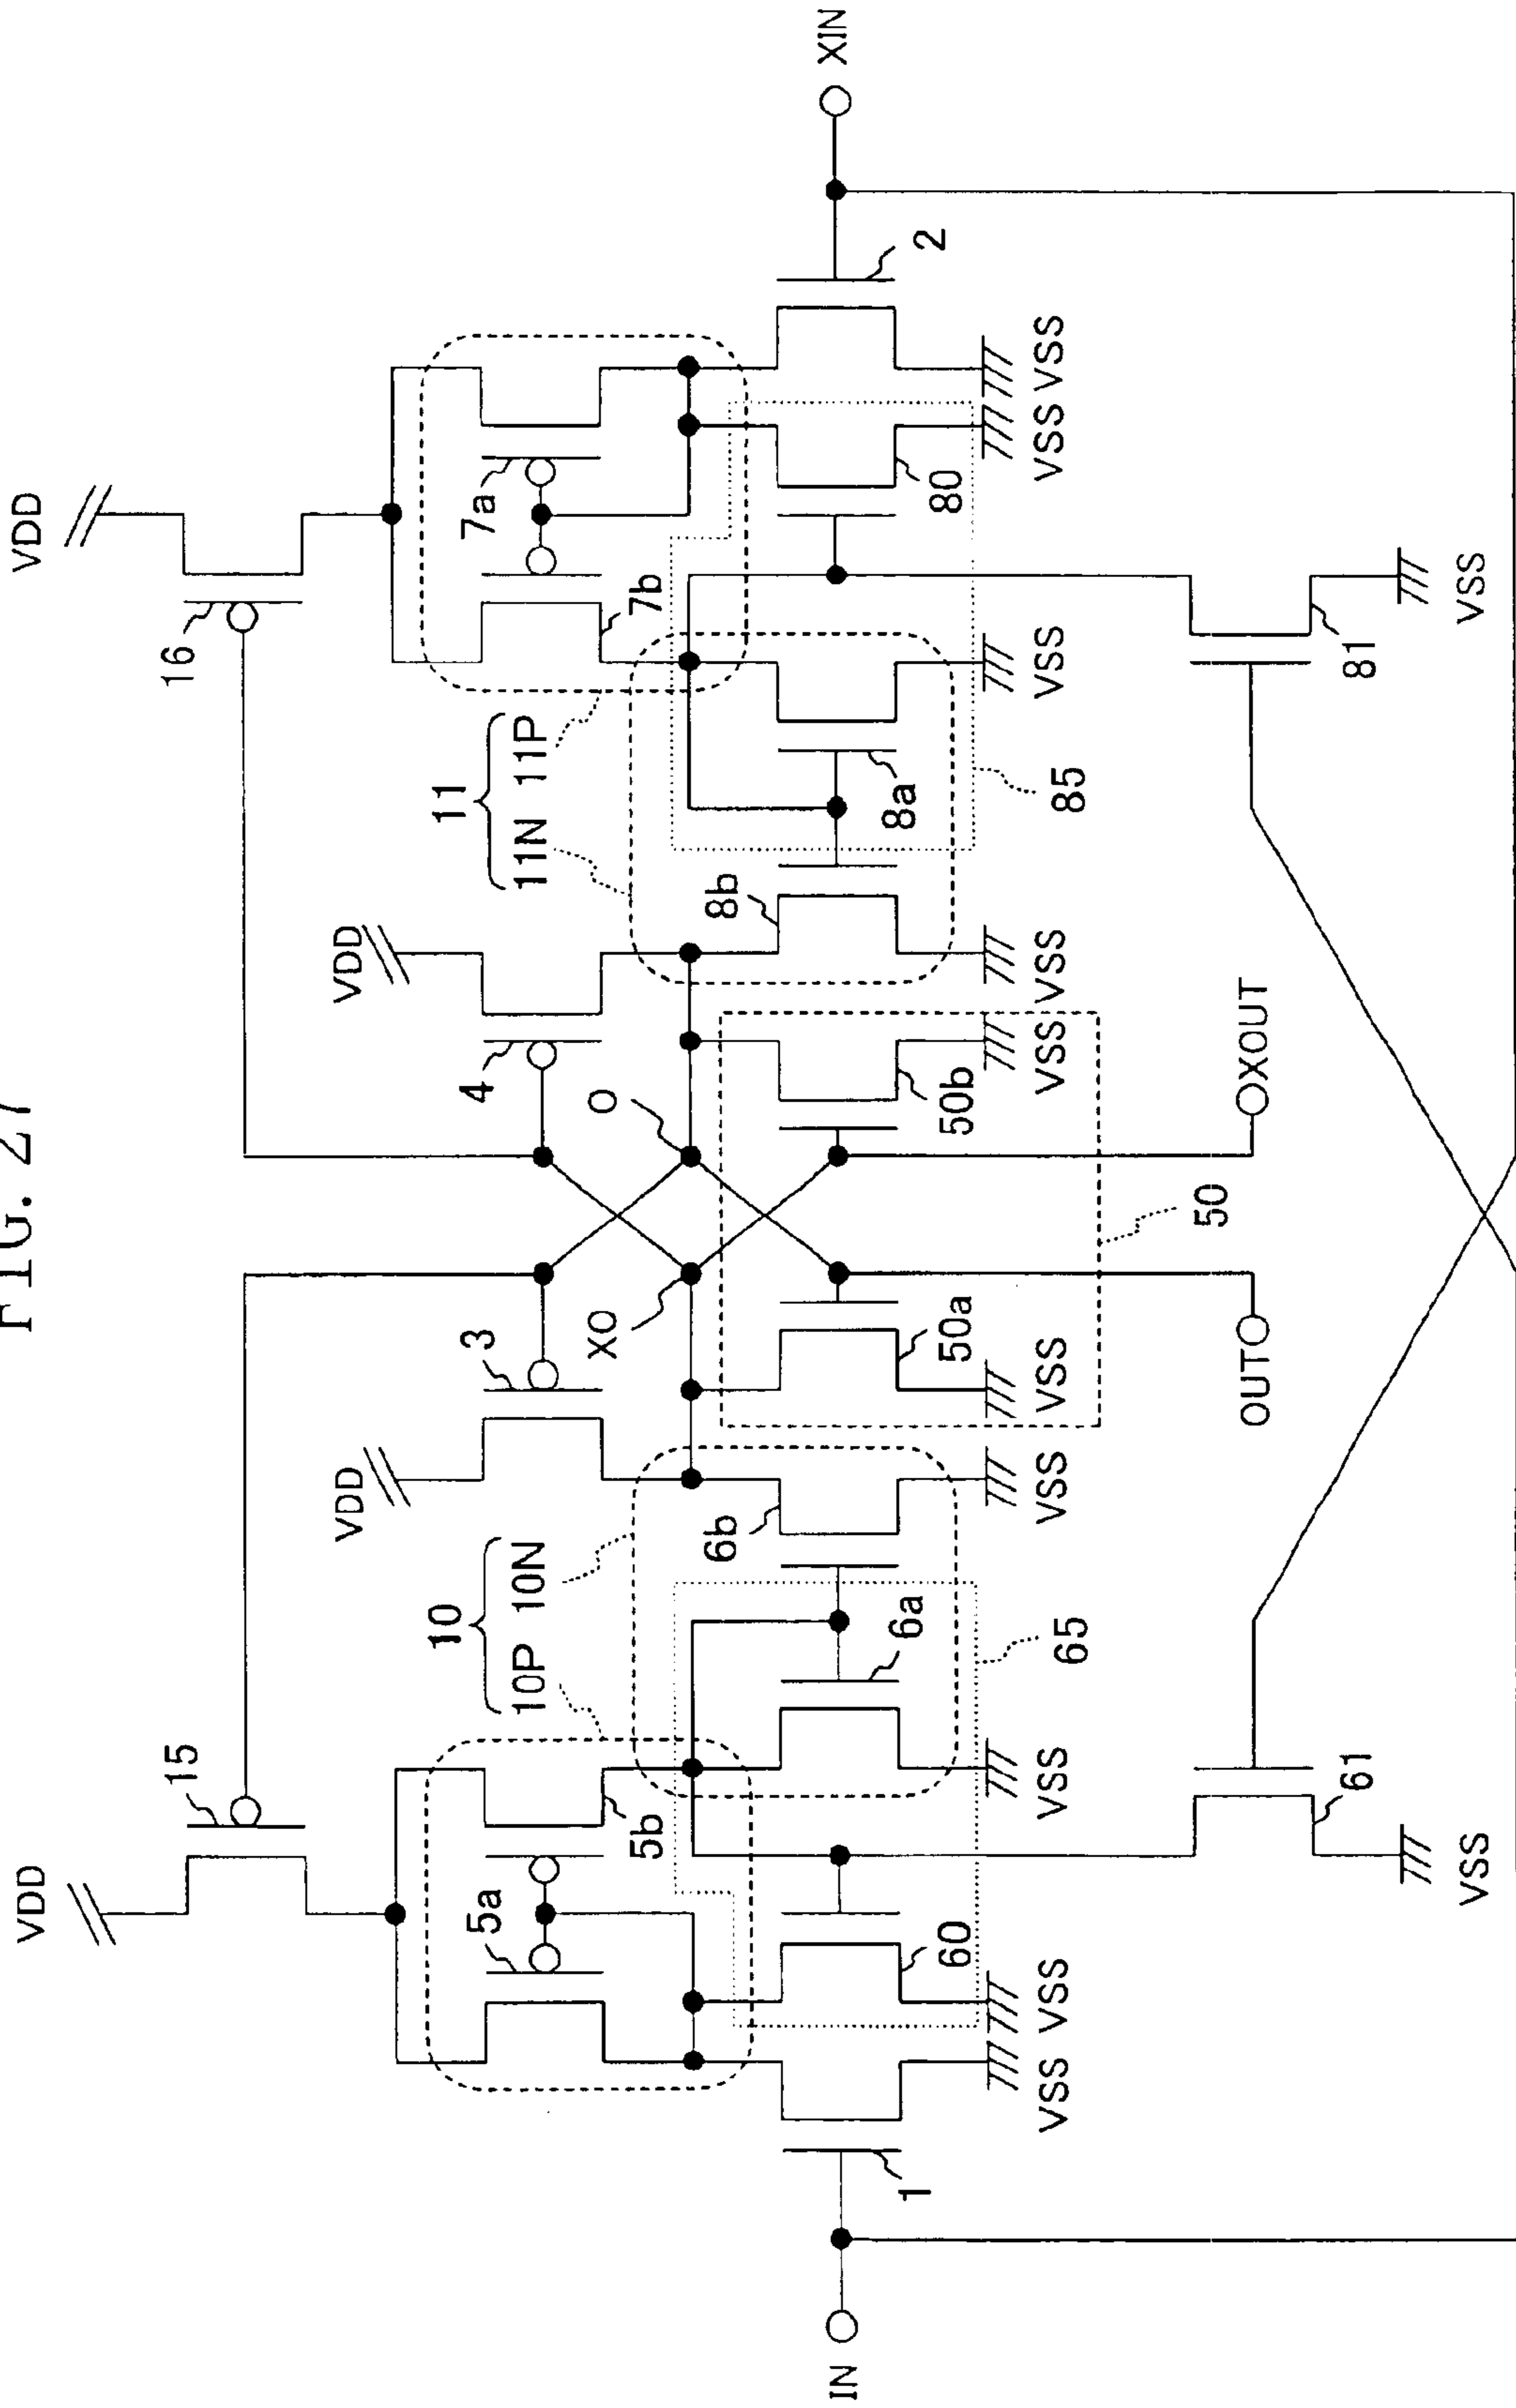 FIG. 27
VDD
VDD
VDD
VDD
15
16
3
4
10
10P 10N
11
11N 11P
5a
5b
7a
7b
XO
O
6b
8b
6a
8a
1
60
50a
50b
80
2
IN
XIN
VSS
VSS
VSS
VSS
VSS
VSS
VSS
VSS
VSS
VSS
65
50
85
OUT
XOUT
61
81
VSS
VSS